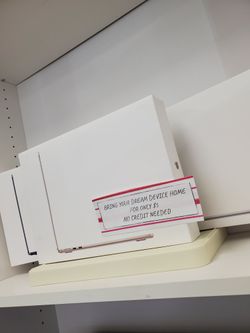 BRING YOUR DREAM DEVICE HOME
FOR ONLY $1
NO CREDIT NEEDED